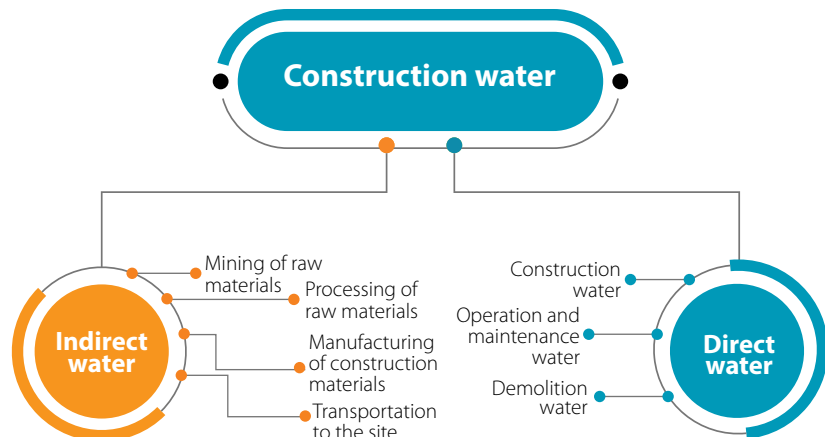 Construction water
Mining of raw
materials
Processing of
raw materials
Manufacturing
of construction
materials
Transportation
to the site
Indirect
water
Construction
water
Operation and
maintenance
water
Demolition
water
Direct
water